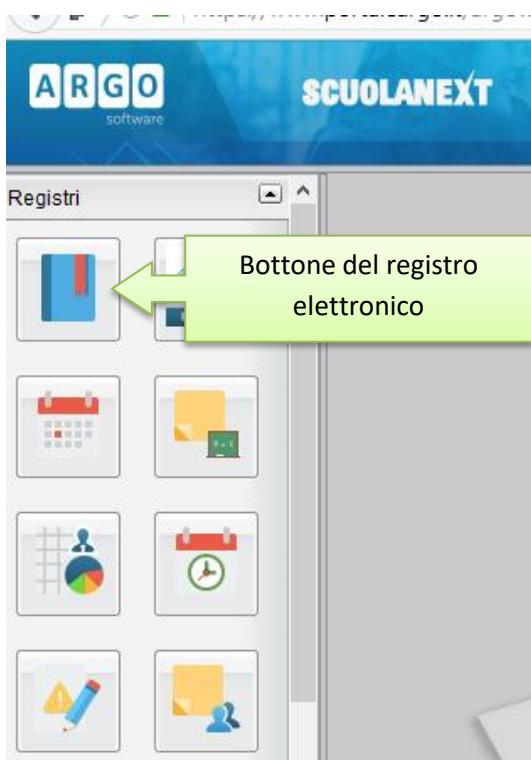 ARGO
software
SCUOLANEXT
Registri
Bottone del registro
elettronico